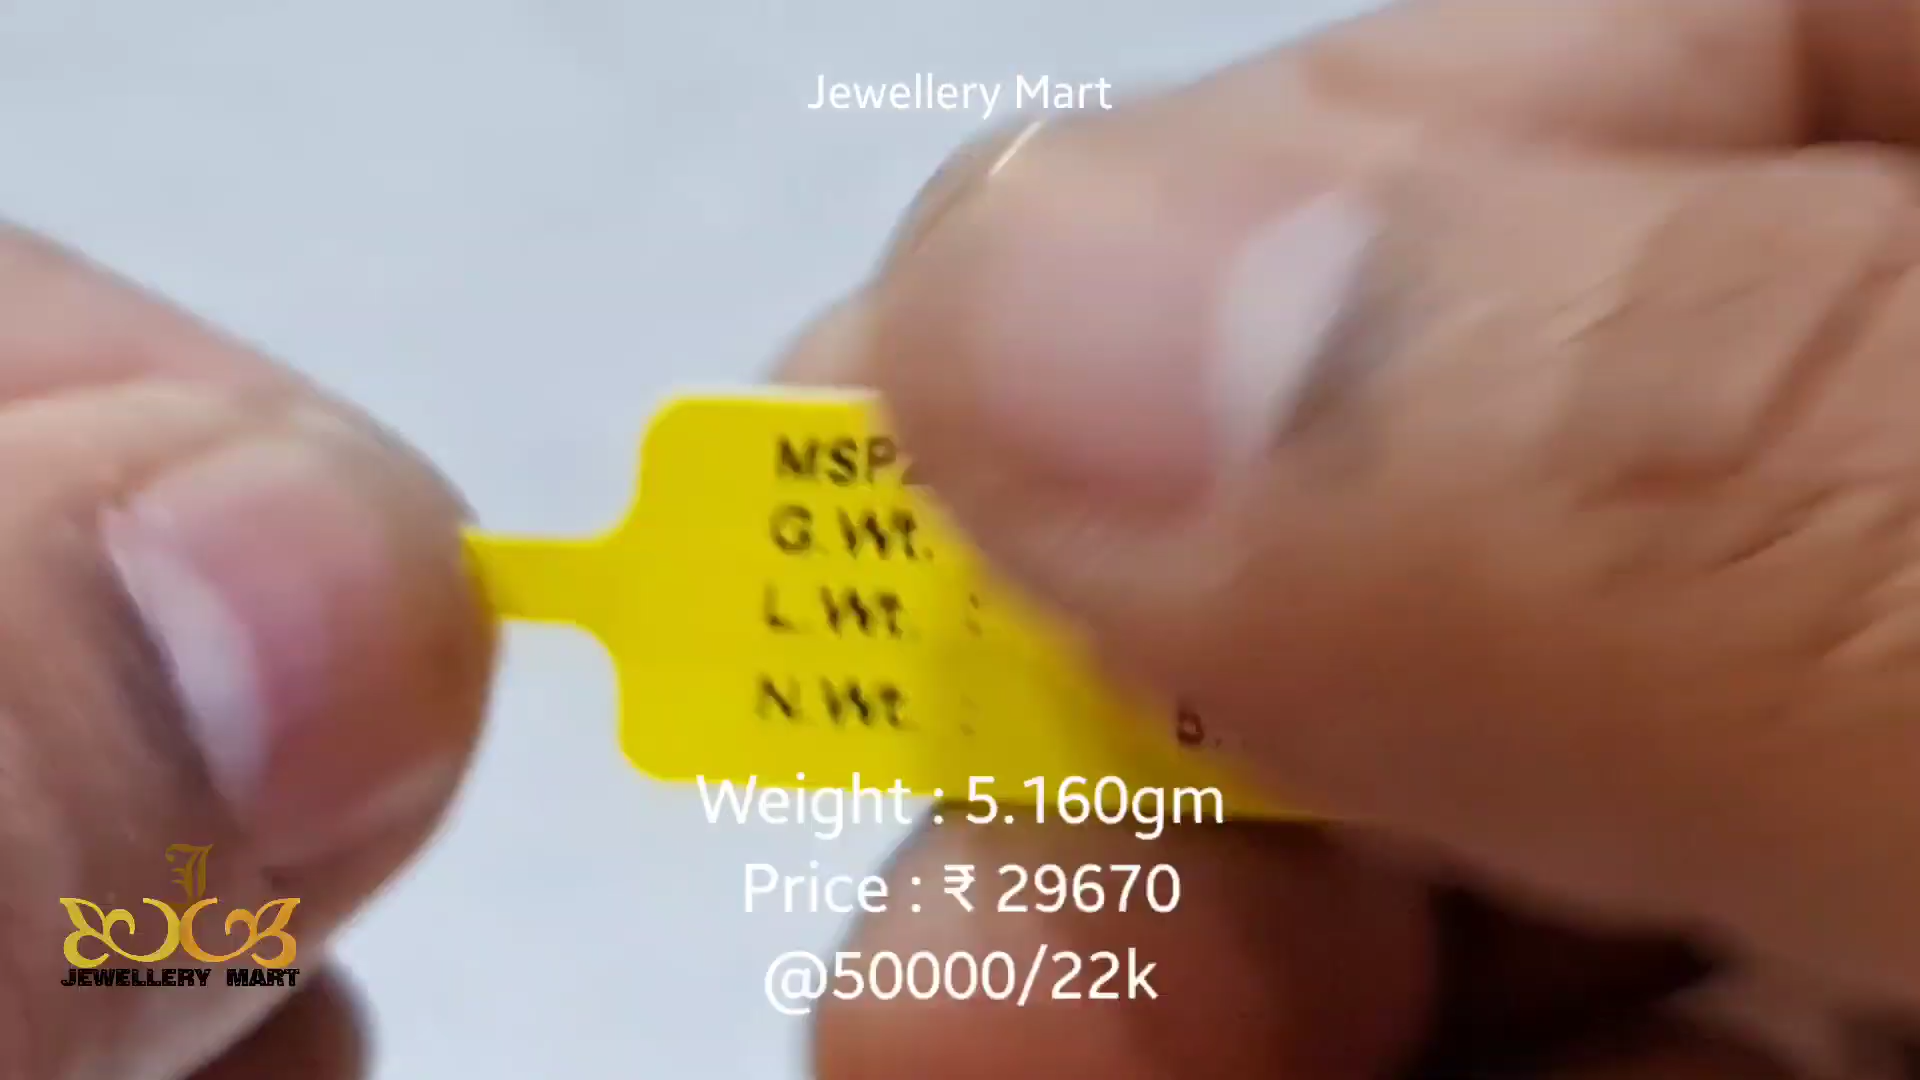 Jewellery Mart
MSP
G.Wt.
L.Wt. :
N.Wt. :
Weight : 5.160gm
Price : ₹ 29670
@50000/22k
J
JEWELLERY MART